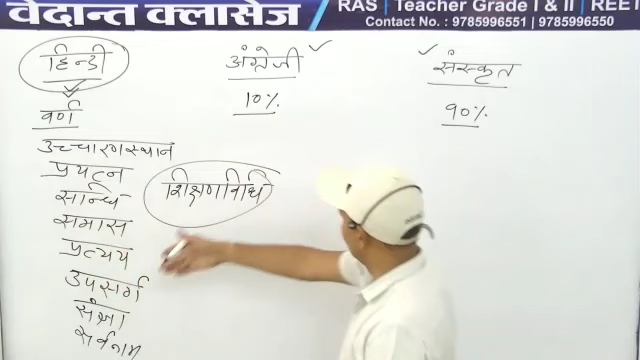 वेदान्त क्लासेज
RAS | Teacher Grade I & II | REET
Contact No. : 9785996551 | 9785996550
हिन्दी
अंग्रेजी
संस्कृत
10%
90%
वर्ण
उच्चारणस्थान
प्रयत्न
सन्धि
शिक्षणविधि
समास
प्रत्यय
उपसर्ग
संज्ञा
सर्वनाम